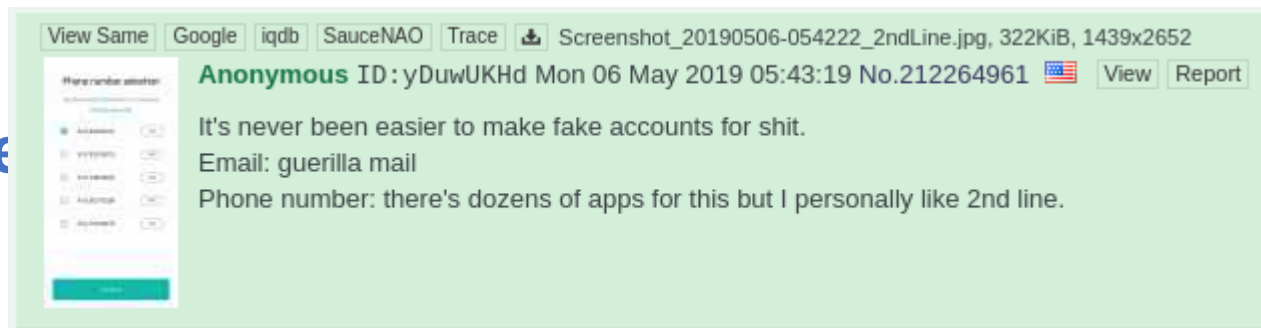 View Same Google iqdb SauceNAO Trace Screenshot_20190506-054222_2ndLine.jpg, 322KiB, 1439x2652
Anonymous ID:yDuwUKHd Mon 06 May 2019 05:43:19 No.212264961 View Report
It's never been easier to make fake accounts for shit.
Email: guerilla mail
Phone number: there's dozens of apps for this but I personally like 2nd line.